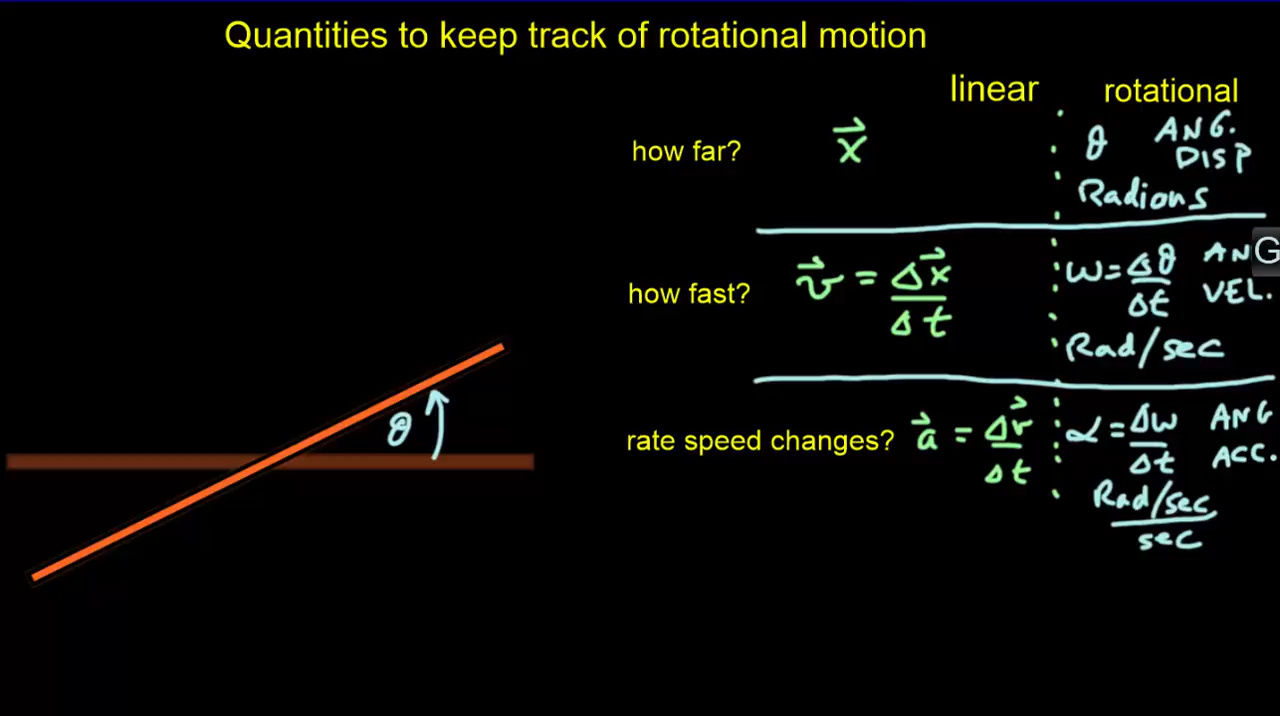 Quantities to keep track of rotational motion
linear rotational
how far? x⃗ θ ANG. DISP
Radians
how fast? v⃗ = Δx⃗/Δt ω = Δθ/Δt ANG VEL.
Rad/sec
rate speed changes? a⃗ = Δv⃗/Δt α = Δω/Δt ANG ACC.
Rad/sec/sec
θ